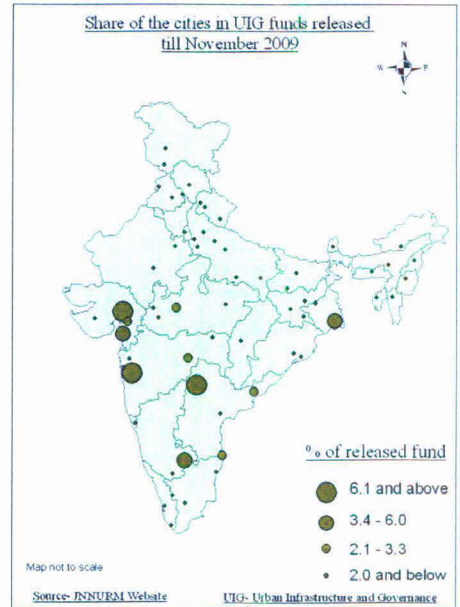 Share of the cities in UIG funds released
till November 2009
N
W
S
% of released fund
6.1 and above
3.4 - 6.0
2.1 - 3.3
2.0 and below
Map not to scale
Source- JNNURM Website
UIG- Urban Infrastructure and Governance